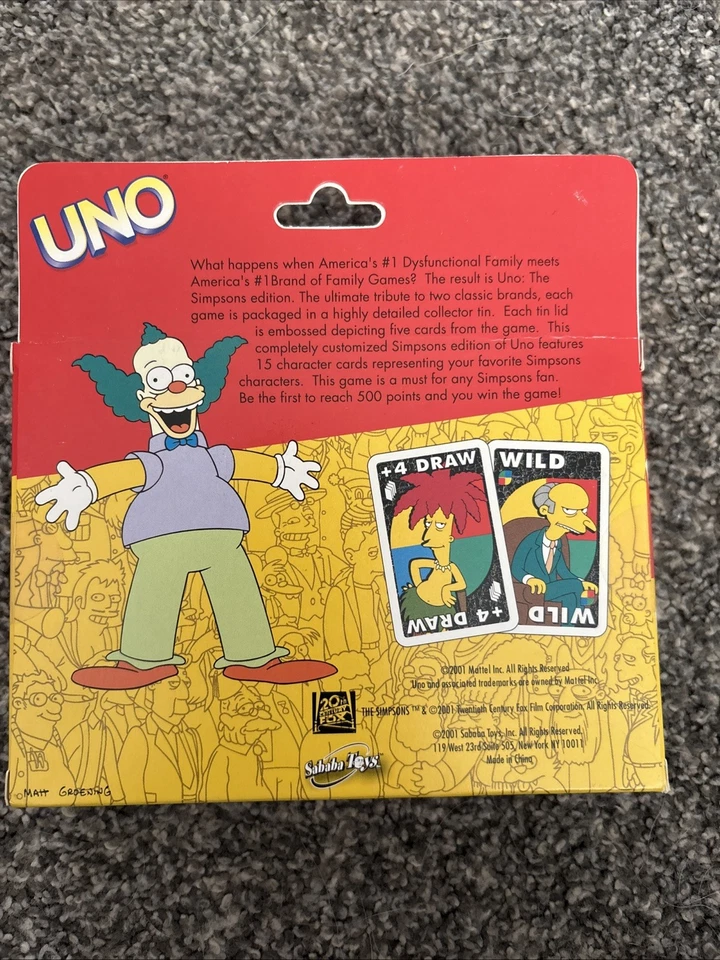 UNO®
What happens when America's #1 Dysfunctional Family meets
America's #1Brand of Family Games? The result is Uno: The
Simpsons edition. The ultimate tribute to two classic brands, each
game is packaged in a highly detailed collector tin. Each tin lid
is embossed depicting five cards from the game. This
completely customized Simpsons edition of Uno features
15 character cards representing your favorite Simpsons
characters. This game is a must for any Simpsons fan.
Be the first to reach 500 points and you win the game!
+4 DRAW
WILD
+4 DRAW
WILD
©2001 Mattel Inc. All Rights Reserved
Uno and associated trademarks are owned by Mattel Inc.
20th CENTURY FOX
THE SIMPSONS ™ & ©2001 Twentieth Century Fox Film Corporation. All Rights Reserved.
©2001 Sababa Toys, Inc. All Rights Reserved.
119 West 23rd Suite 505, New York NY 10011
Made in China
Sababa Toys
MATT GROENING